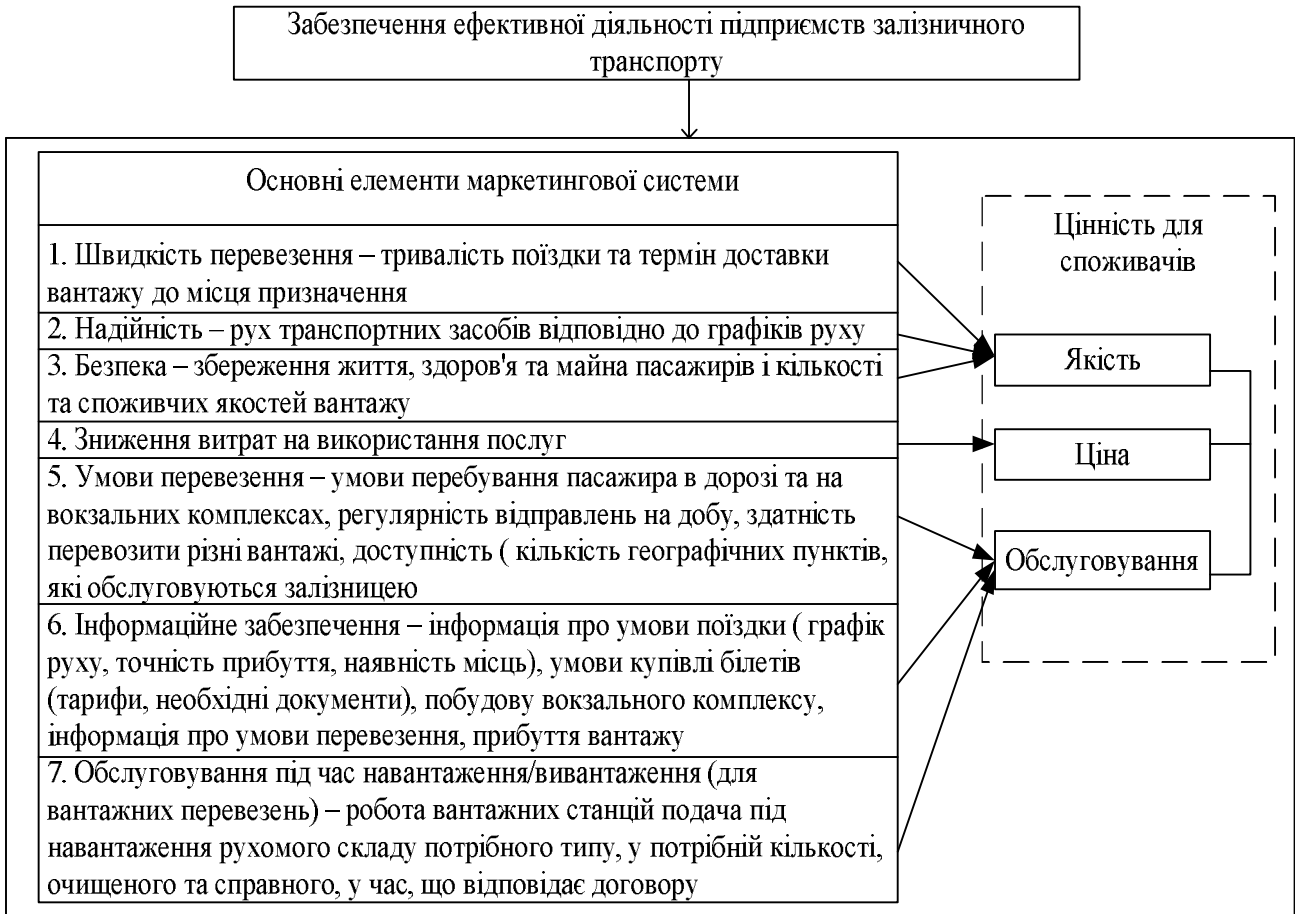 Забезпечення ефективної діяльності підприємств залізничного
транспорту
Основні елементи маркетингової системи
1. Швидкість перевезення – тривалість поїздки та термін доставки
вантажу до місця призначення
2. Надійність – рух транспортних засобів відповідно до графіків руху
3. Безпека – збереження життя, здоров'я та майна пасажирів і кількості
та споживчих якостей вантажу
4. Зниження витрат на використання послуг
5. Умови перевезення – умови перебування пасажира в дорозі та на
вокзальних комплексах, регулярність відправлень на добу, здатність
перевозити різні вантажі, доступність ( кількість географічних пунктів,
які обслуговуються залізницею
6. Інформаційне забезпечення – інформація про умови поїздки ( графік
руху, точність прибуття, наявність місць), умови купівлі білетів
(тарифи, необхідні документи), побудову вокзального комплексу,
інформація про умови перевезення, прибуття вантажу
7. Обслуговування під час навантаження/вивантаження (для
вантажних перевезень) – робота вантажних станцій подача під
навантаження рухомого складу потрібного типу, у потрібній кількості,
очищеного та справного, у час, що відповідає договору
Цінність для
споживачів
Якість
Ціна
Обслуговування